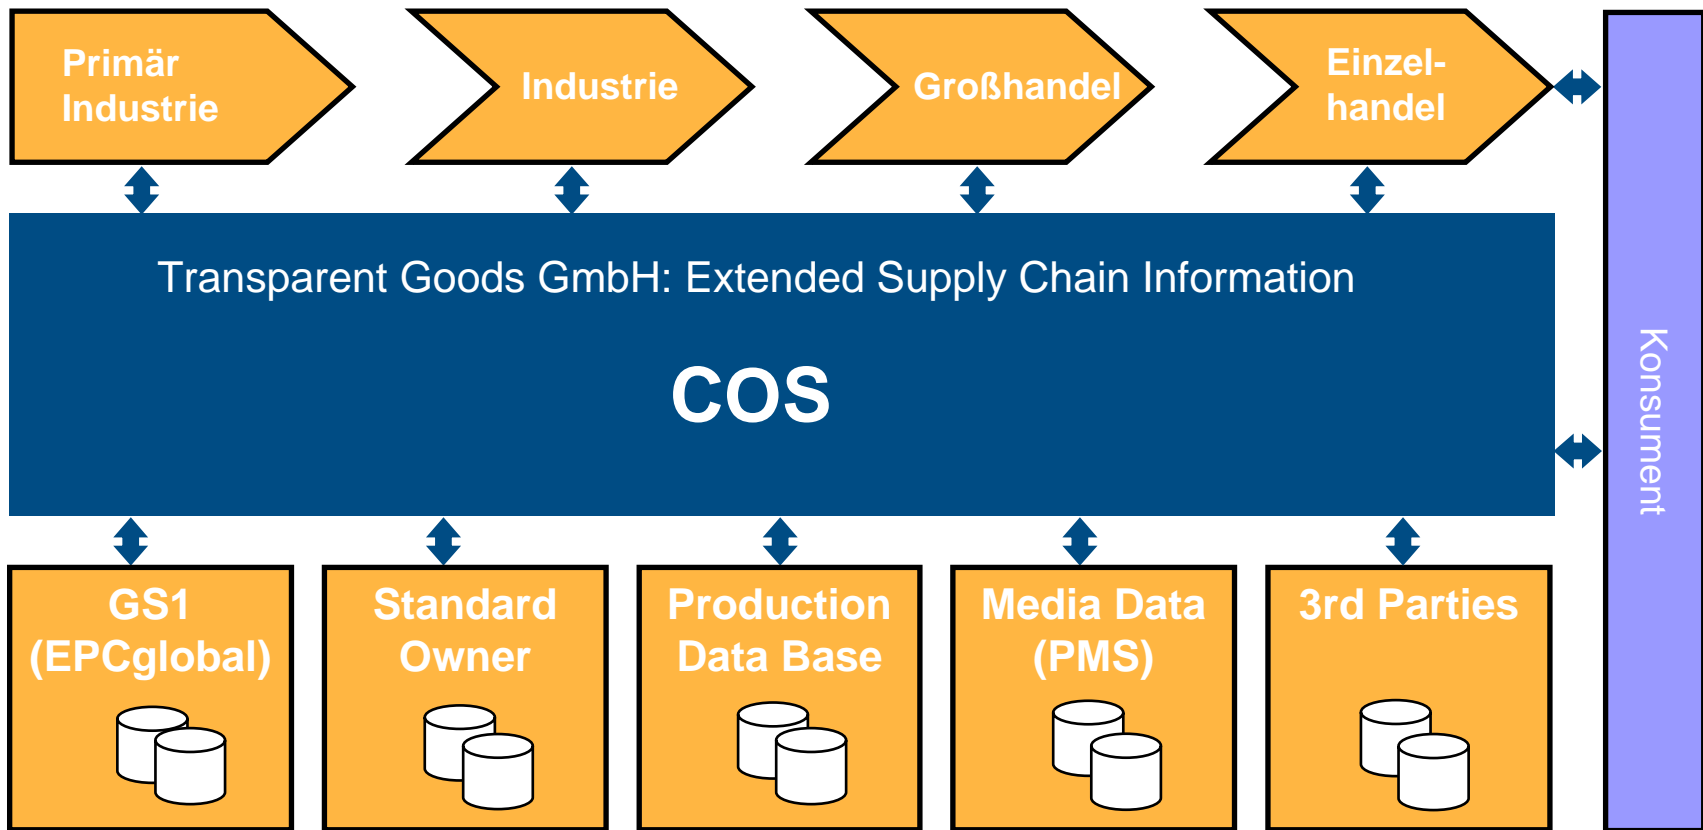 Primär
Industrie
Industrie
Großhandel
Einzel-
handel
Transparent Goods GmbH: Extended Supply Chain Information
COS
Konsument
GS1
(EPCglobal)
Standard
Owner
Production
Data Base
Media Data
(PMS)
3rd Parties